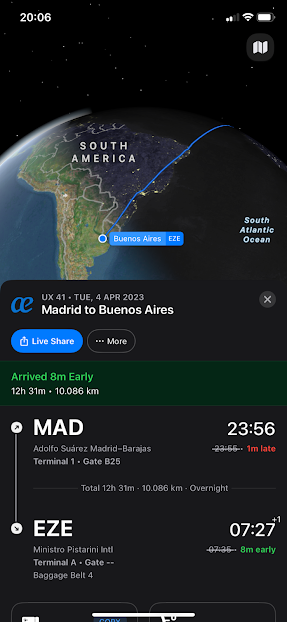 20:06
SOUTH
AMERICA
South
Atlantic
Ocean
Buenos Aires EZE
æ
UX 41 • TUE, 4 APR 2023
Madrid to Buenos Aires
Live Share
More
Arrived 8m Early
12h 31m • 10.086 km
MAD 23:56
Adolfo Suárez Madrid–Barajas 23:55 • 1m late
Terminal 1 • Gate B25
Total 12h 31m • 10.086 km • Overnight
EZE 07:27 +1
Ministro Pistarini Intl 07:35 • 8m early
Terminal A • Gate --
Baggage Belt 4
COPY